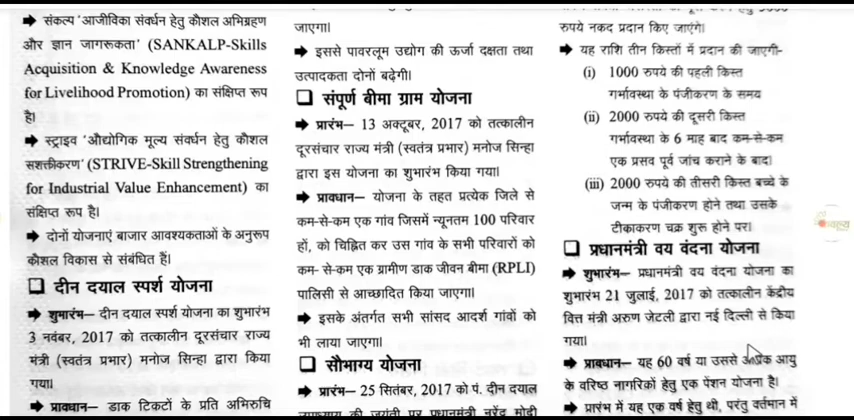 ➡ संकल्प 'आजीविका संवर्धन हेतु कौशल अभिग्रहण
और ज्ञान जागरूकता' (SANKALP-Skills
Acquisition & Knowledge Awareness
for Livelihood Promotion) का संक्षिप्त रूप
है।
➡ स्ट्राइव 'औद्योगिक मूल्य संवर्धन हेतु कौशल
सशक्तीकरण' (STRIVE-Skill Strengthening
for Industrial Value Enhancement) का
संक्षिप्त रूप है।
➡ दोनों योजनाएं बाजार आवश्यकताओं के अनुरूप
कौशल विकास से संबंधित हैं।
❑ दीन दयाल स्पर्श योजना
➡ शुभारंभ– दीन दयाल स्पर्श योजना का शुभारंभ
3 नवंबर, 2017 को तत्कालीन दूरसंचार राज्य
मंत्री (स्वतंत्र प्रभार) मनोज सिन्हा द्वारा किया
गया।
➡ प्रावधान– डाक टिकटों के प्रति अभिरुचि
जाएगा।
➡ इससे पावरलूम उद्योग की ऊर्जा दक्षता तथा
उत्पादकता दोनों बढ़ेगी।
❑ संपूर्ण बीमा ग्राम योजना
➡ प्रारंभ– 13 अक्टूबर, 2017 को तत्कालीन
दूरसंचार राज्य मंत्री (स्वतंत्र प्रभार) मनोज सिन्हा
द्वारा इस योजना का शुभारंभ किया गया।
➡ प्रावधान– योजना के तहत प्रत्येक जिले से
कम-से-कम एक गांव जिसमें न्यूनतम 100 परिवार
हों, को चिह्नित कर उस गांव के सभी परिवारों को
कम- से-कम एक ग्रामीण डाक जीवन बीमा (RPLI)
पालिसी से आच्छादित किया जाएगा।
➡ इसके अंतर्गत सभी सांसद आदर्श गांवों को
भी लाया जाएगा।
❑ सौभाग्य योजना
➡ प्रारंभ– 25 सितंबर, 2017 को पं. दीन दयाल
उपाध्याय की जयंती पर प्रधानमंत्री नरेंद्र मोदी
रुपये नकद प्रदान किए जाएंगे।
➡ यह राशि तीन किस्तों में प्रदान की जाएगी-
(i) 1000 रुपये की पहली किस्त
गर्भावस्था के पंजीकरण के समय
(ii) 2000 रुपये की दूसरी किस्त
गर्भावस्था के 6 माह बाद कम-से-कम
एक प्रसव पूर्व जांच कराने के बाद।
(iii) 2000 रुपये की तीसरी किस्त बच्चे के
जन्म के पंजीकरण होने तथा उसके
टीकाकरण चक्र शुरू होने पर।
❑ प्रधानमंत्री वय वंदना योजना
➡ शुभारंभ– प्रधानमंत्री वय वंदना योजना का
शुभारंभ 21 जुलाई, 2017 को तत्कालीन केंद्रीय
वित्त मंत्री अरुण जेटली द्वारा नई दिल्ली से किया
गया।
➡ प्रावधान– यह 60 वर्ष या उससे अधिक आयु
के वरिष्ठ नागरिकों हेतु एक पेंशन योजना है।
➡ प्रारंभ में यह एक वर्ष हेतु थी, परंतु वर्तमान में